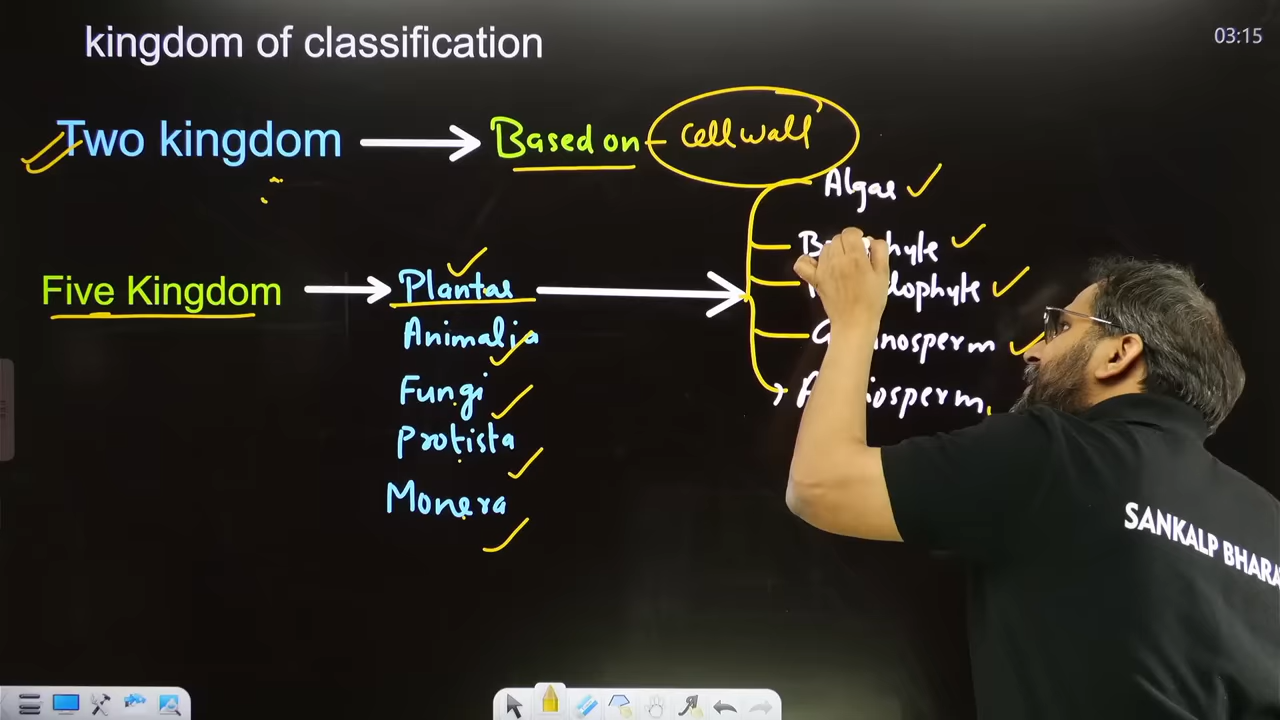 kingdom of classification
03:15
Two kingdom Based on cell wall
Algae
Five Kingdom Plantae
Animalia
Fungi
Protista
Monera
SANKALP